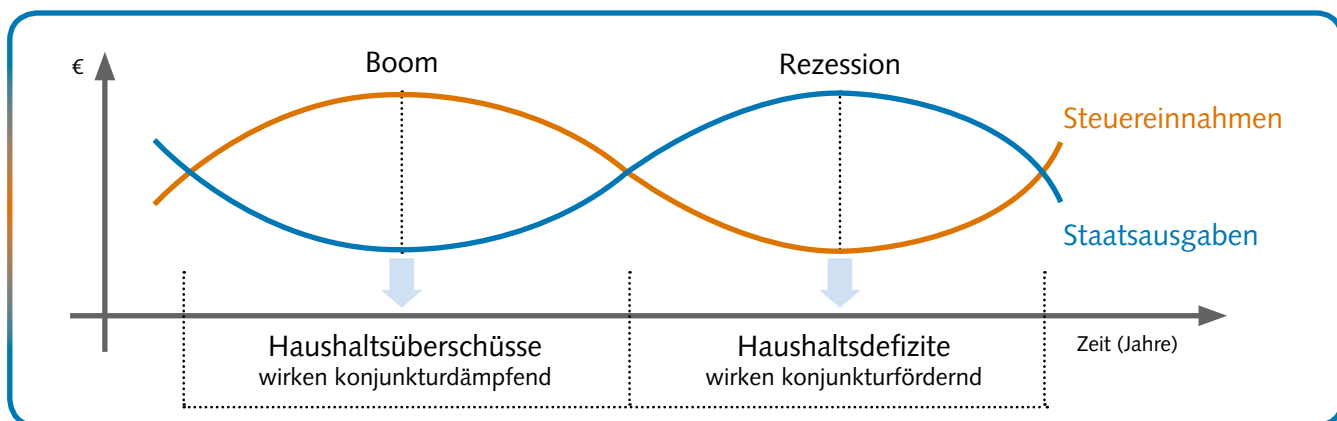 €
Boom
Rezession
Steuereinnahmen
Staatsausgaben
Haushaltsüberschüsse
wirken konjunkturdämpfend
Haushaltsdefizite
wirken konjunkturfördernd
Zeit (Jahre)